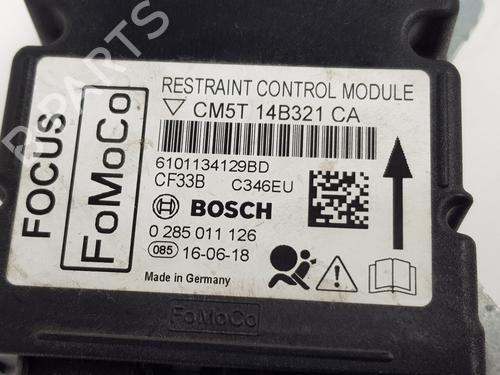 RESTRAINT CONTROL MODULE
CM5T 14B321 CA
6101134129BD
CF33B C346EU
BOSCH
0 285 011 126
085 16-06-18
Made in Germany
FOCUS
FoMoCo
FoMoCo
B PARTS